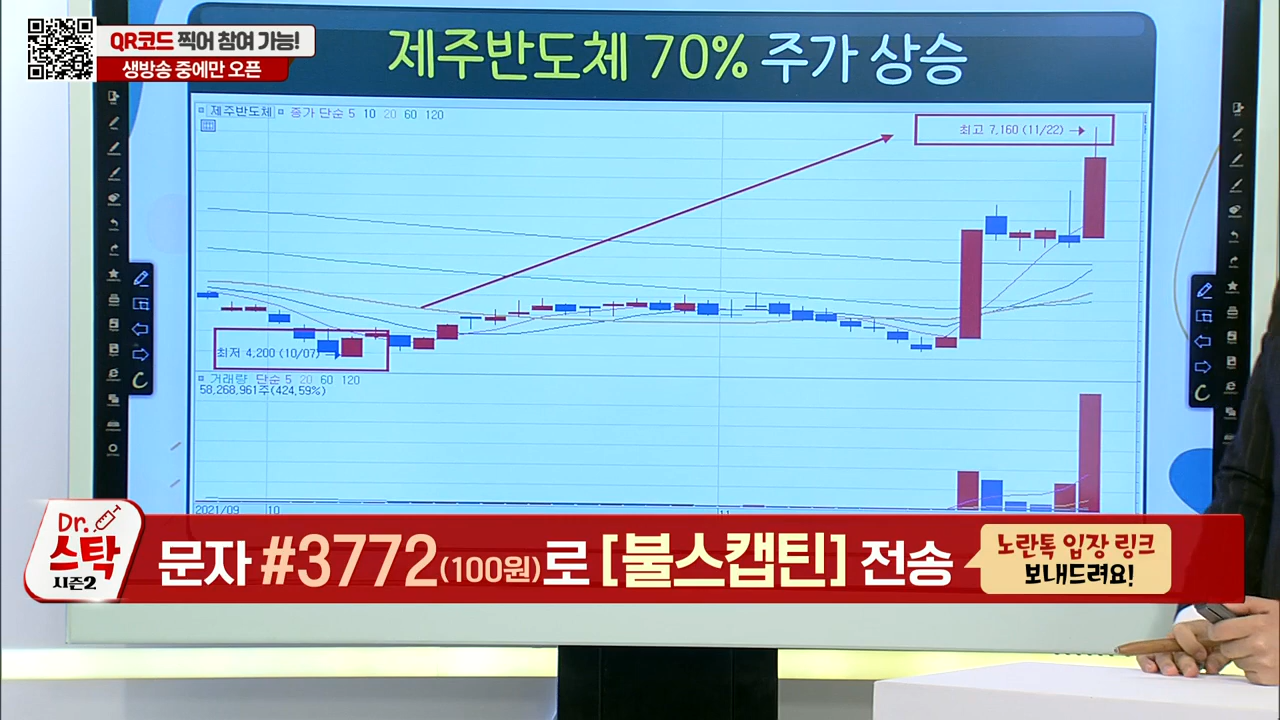 QR코드 찍어 참여 가능!
생방송 중에만 오픈
제주반도체 70% 주가 상승
제주반도체 종가 단순 5 10 20 60 120
최고 7,160 (11/22)
최저 4,200 (10/07)
거래량 단순 5 20 60 120
58,268,961주(424,59%)
2021/09 10 11
Dr.
스탁
시즌2
문자 #3772(100원)로 [불스캡틴] 전송
노란톡 입장 링크
보내드려요!